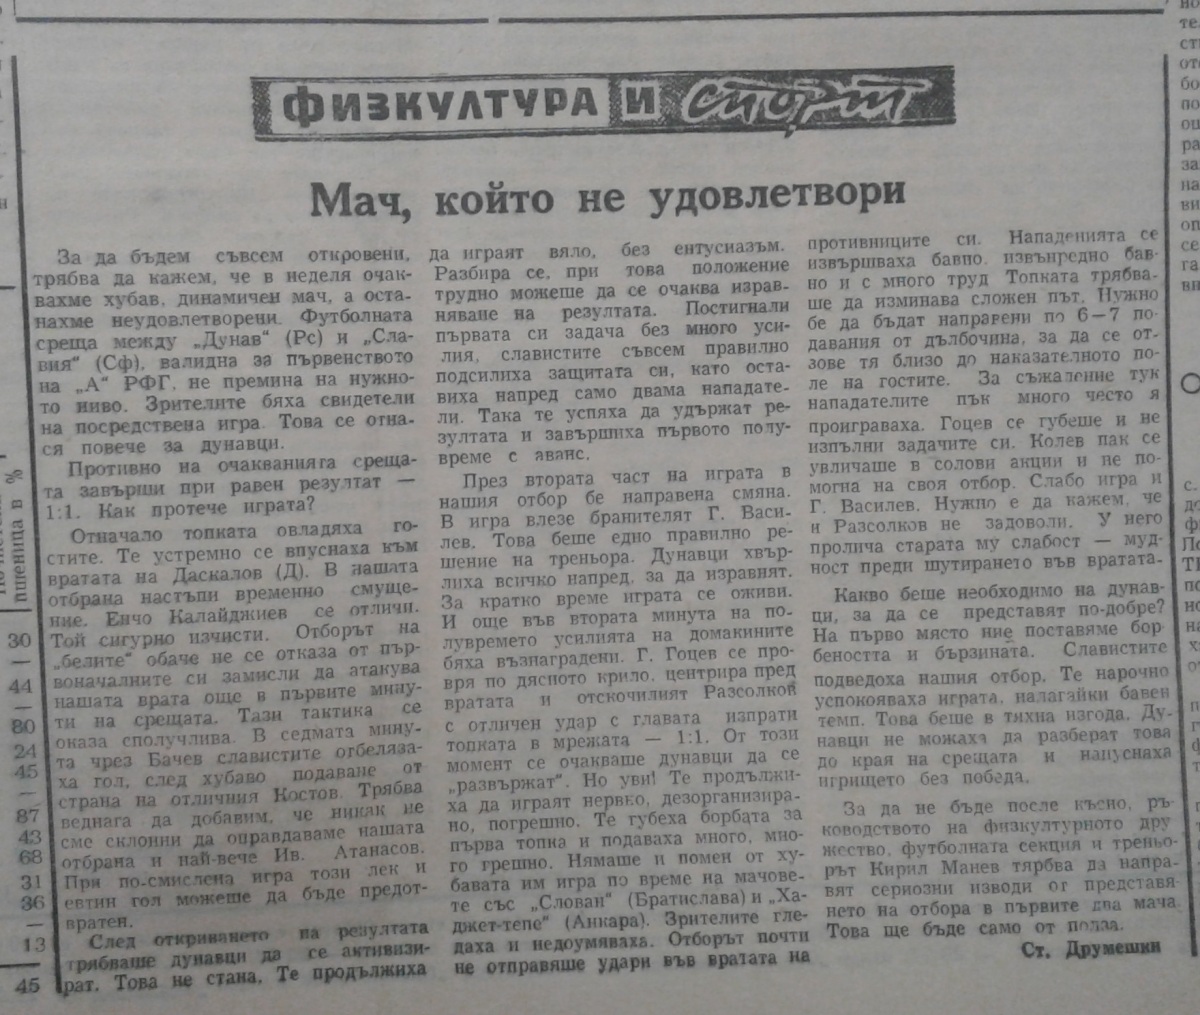 ФИЗКУЛТУРА И спорт
Мач, който не удовлетвори
За да бъдем съвсем откровени,
трябва да кажем, че в неделя очак-
вахме хубав, динамичен мач, а оста-
нахме неудовлетворени. Футболната
среща между „Дунав“ (Рс) и „Сла-
вия“ (Сф), валидна за първенството
на „А“ РФГ, не премина на нужно-
то ниво. Зрителите бяха свидетели
на посредствена игра. Това се отна-
ся повече за дунавци.
Противно на очакванията среща-
та завърши при равен резултат —
1:1. Как протече играта?
Отначало топката овладяха го-
стите. Те устремно се впуснаха към
вратата на Даскалов (Д). В нашата
отбрана настъпи временно смуще-
ние. Енчо Калайджиев се отличи.
Той сигурно изчисти. Отборът на
„белите“ обаче не се отказа от пър-
воначалните си замисли да атакува
нашата врата още в първите мину-
ти на срещата. Тази тактика се
оказа сполучлива. В седмата мину-
та чрез Бачев славистите отбеляза-
ха гол, след хубаво подаване от
страна на отличния Костов. Трябва
веднага да добавим, че никак не
сме склонни да оправдаваме нашата
отбрана и най-вече Ив. Атанасов.
При по-смислена игра този лек и
евтин гол можеше да бъде предот-
вратен.
След откриването на резултата
трябваше дунавци да се активизи-
рат. Това не стана. Те продължиха
да играят вяло, без ентусиазъм.
Разбира се, при това положение
трудно можеше да се очаква израв-
няване на резултата. Постигнали
първата си задача без много уси-
лия, славистите съвсем правилно
подсилиха защитата си, като оста-
виха напред само двама нападате-
ли. Така те успяха да удържат ре-
зултата и завършиха първото полу-
време с аванс.
През втората част на играта в
нашия отбор бе направена смяна.
В игра влезе бранителят Г. Васи-
лев. Това беше едно правилно ре-
шение на треньора. Дунавци хвър-
лиха всичко напред, за да изравнят.
За кратко време играта се оживи.
И още във втората минута на по-
лувремето усилията на домакините
бяха възнаградени. Г. Гоцев се про-
вря по дясното крило, центрира пред
вратата и отскочилият Разсолков
с отличен удар с главата изпрати
топката в мрежата — 1:1. От този
момент се очакваше дунавци да се
„развържат“. Но уви! Те продължи-
ха да играят нервно, дезорганизира-
но, погрешно. Те губеха борбата за
първа топка и подаваха много, мно-
го грешно. Нямаше и помен от ху-
бавата им игра по време на мачове-
те със „Слован“ (Братислава) и „Ха-
джет-тепе“ (Анкара). Зрителите гле-
даха и недоумяваха. Отборът почти
не отправяше удари във вратата на
противниците си. Нападенията се
извършваха бавно, извънредно бав-
но и с много труд Топката трябва-
ше да изминава сложен път. Нужно
бе да бъдат направени по 6—7 по-
давания от дълбочина, за да се от-
зове тя близо до наказателното по-
ле на гостите. За съжаление тук
нападателите пък много често я
проиграваха. Гоцев се губеше и не
изпълни задачите си. Колев пак се
увличаше в солови акции и не по-
могна на своя отбор. Слабо игра и
Г. Василев. Нужно е да кажем, че
и Разсолков не задоволи. У него
пролича старата му слабост — муд-
ност преди шутирането във вратата.
Какво беше необходимо на дунав-
ци, за да се представят по-добре?
На първо място ние поставяме бор-
беността и бързината. Славистите
подведоха нашия отбор. Те нарочно
успокояваха играта, налагайки бавен
темп. Това беше в тяхна изгода. Ду-
навци не можаха да разберат това
до края на срещата и напуснаха
игрището без победа.
За да не бъде после късно, ръ-
ководството на физкултурното дру
жество, футболната секция и треньо-
рът Кирил Манев тярбва да напра-
вят сериозни изводи от представя-
нето на отбора в първите два мача.
Това ще бъде само от полза.
Ст. Друмешки
пшеница в %
30
—
44
—
80
24
45
—
87
43
68
31
36
—
13
45